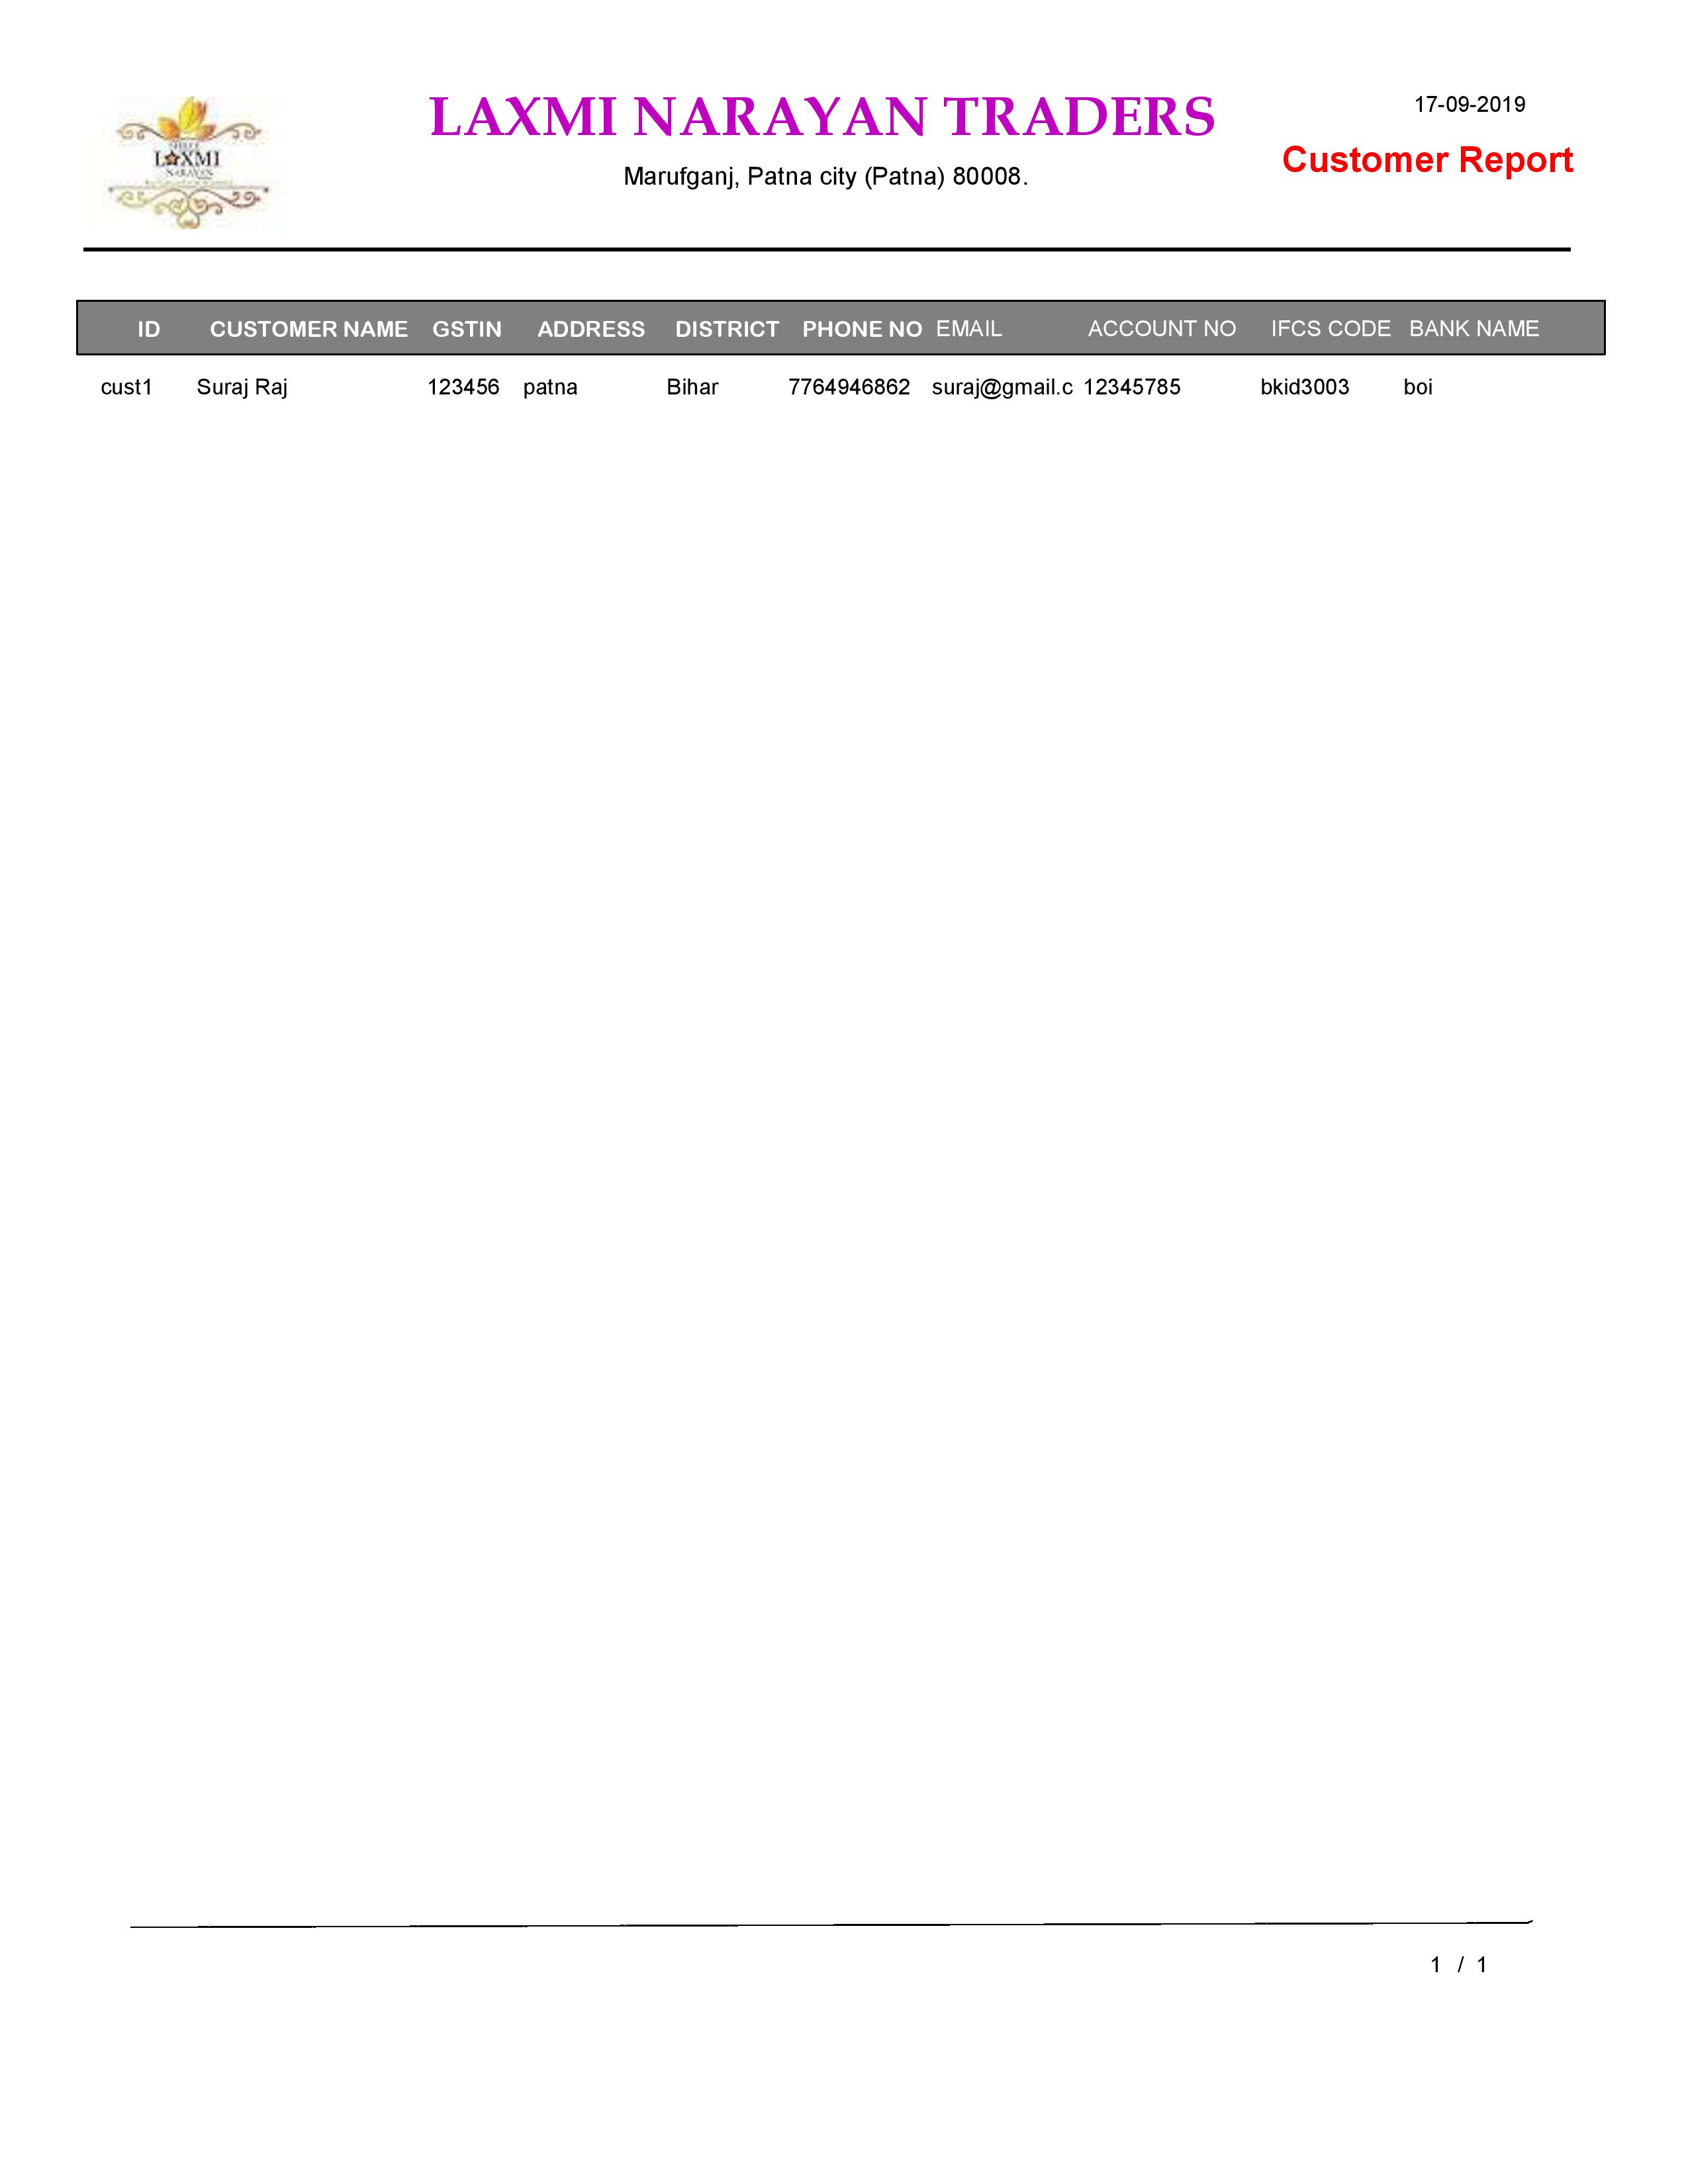 LAXMI NARAYAN TRADERS
17-09-2019
Customer Report
Marufganj, Patna city (Patna) 80008.
SHREE
LAXMI
NARAYAN
ID CUSTOMER NAME GSTIN ADDRESS DISTRICT PHONE NO EMAIL ACCOUNT NO IFCS CODE BANK NAME
cust1 Suraj Raj 123456 patna Bihar 7764946862 suraj@gmail.c 12345785 bkid3003 boi
1 / 1